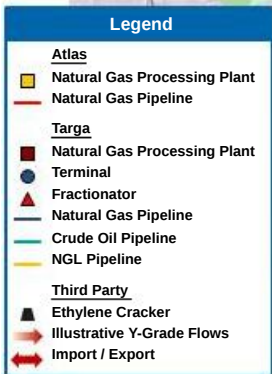 Legend
Atlas
Natural Gas Processing Plant
Natural Gas Pipeline
Targa
Natural Gas Processing Plant
Terminal
Fractionator
Natural Gas Pipeline
Crude Oil Pipeline
NGL Pipeline
Third Party
Ethylene Cracker
Illustrative Y-Grade Flows
Import / Export